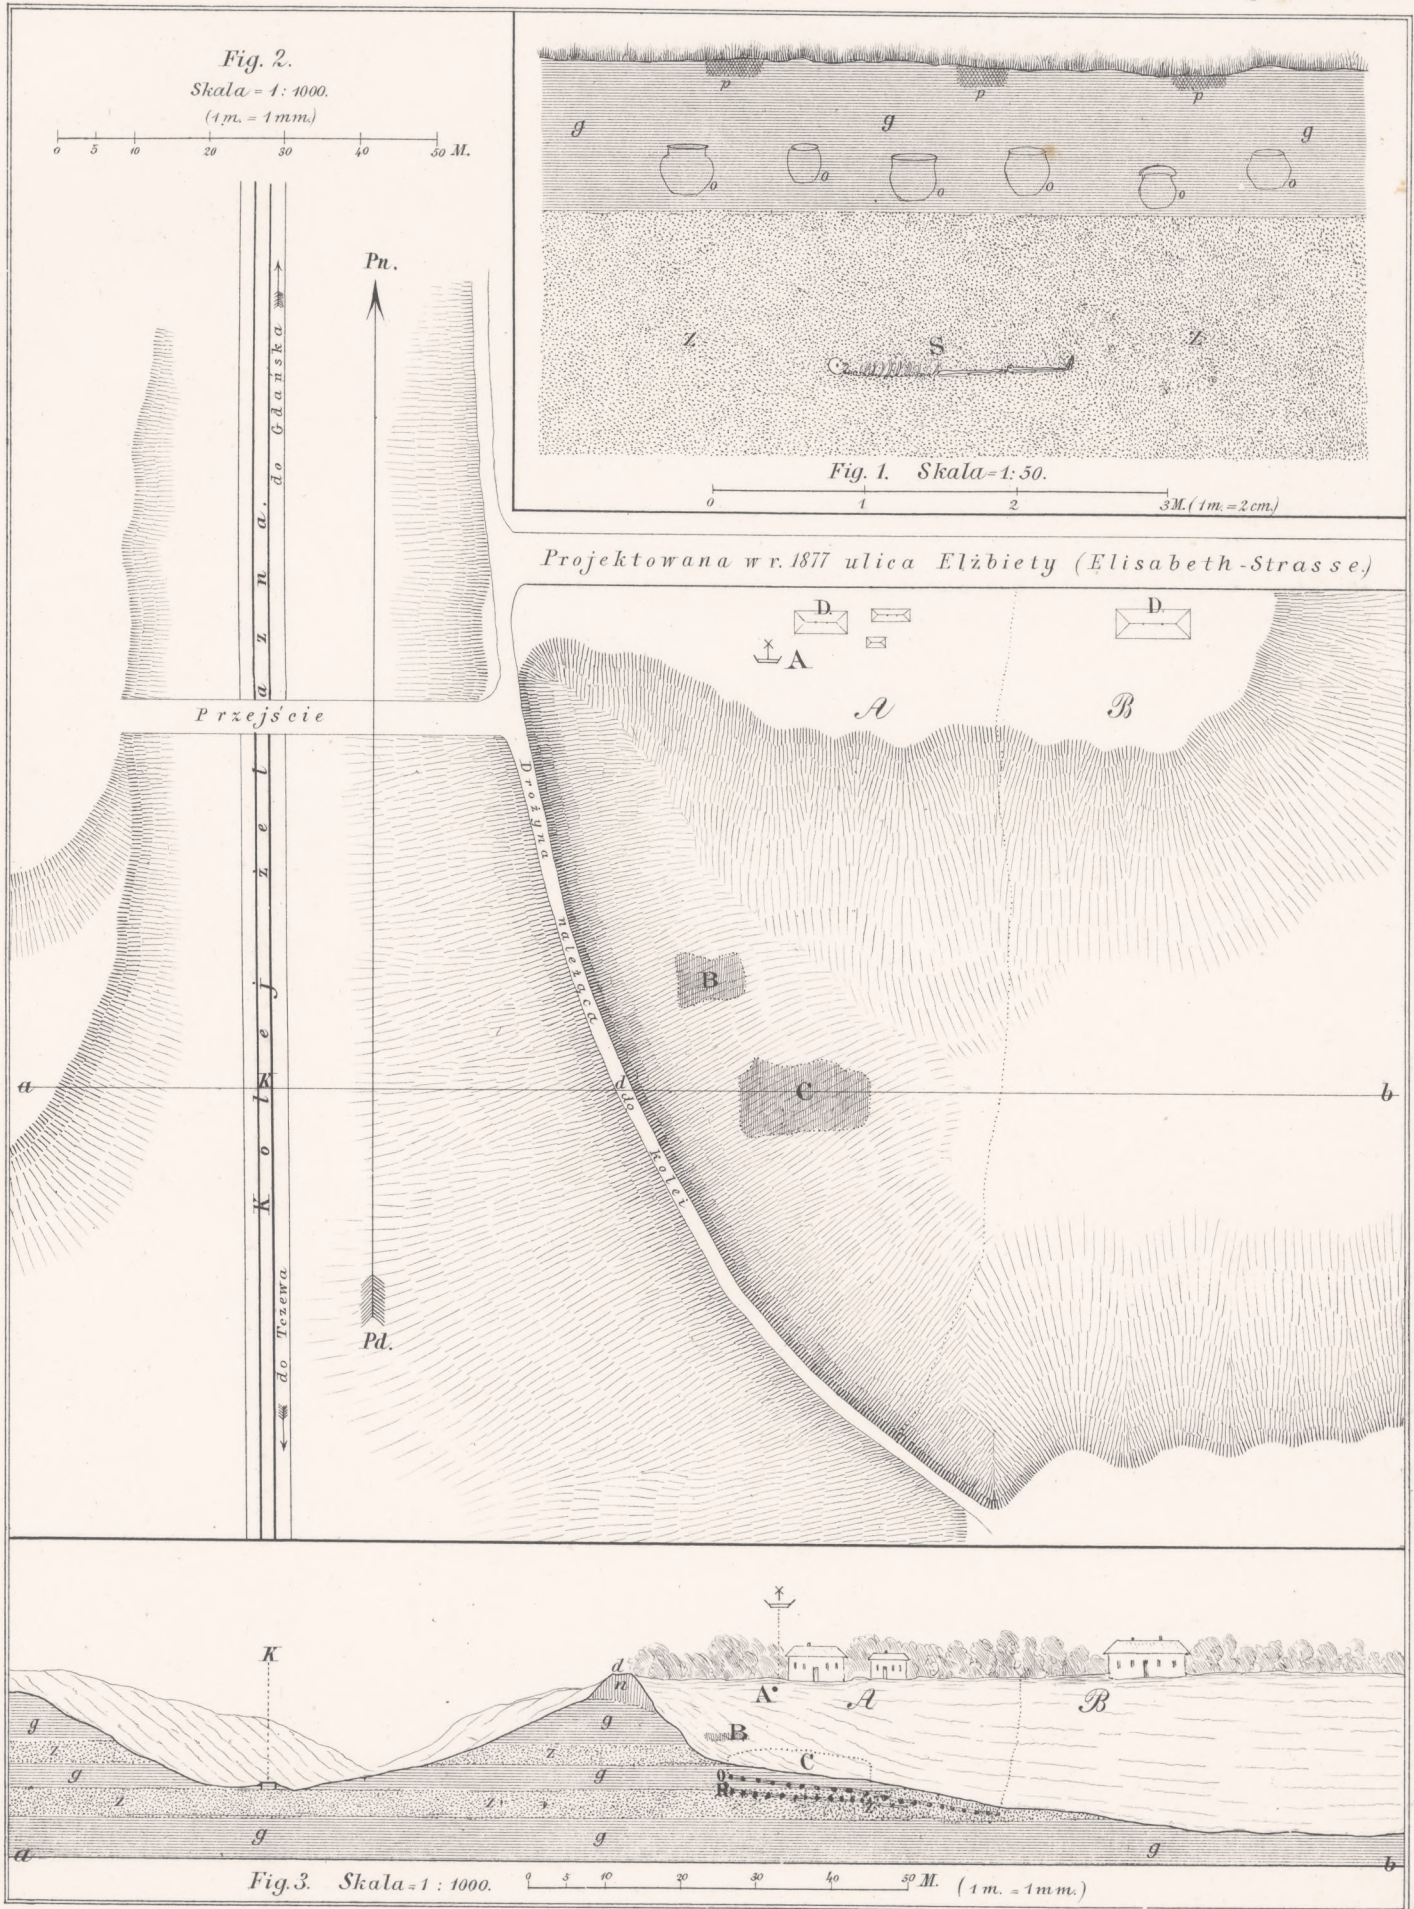 Fig. 2.
Skala = 1 : 1000.
(1 m. = 1 mm.)
0 5 10 20 30 40 50 M.
Pn.
do Gdańska
p p p
g g g
o o o o o o
Z S Z
Fig. 1. Skala = 1 : 50.
0 1 2 3 M. (1 m. = 2 cm.)
Projektowana w r. 1877 ulica Elżbiety (Elisabeth-Strasse.)
D. D.
A
A B
Przejście
Kolej żelazna.
Drożyna należąca do kolei
B
a K d C b
do Tczewa
Pd.
K
d
n
A A B
g g
B
z z
C
g g
O
R
z z z
g g g
a b
Fig. 3. Skala = 1 : 1000.
0 5 10 20 30 40 50 M. (1 m. = 1 mm.)